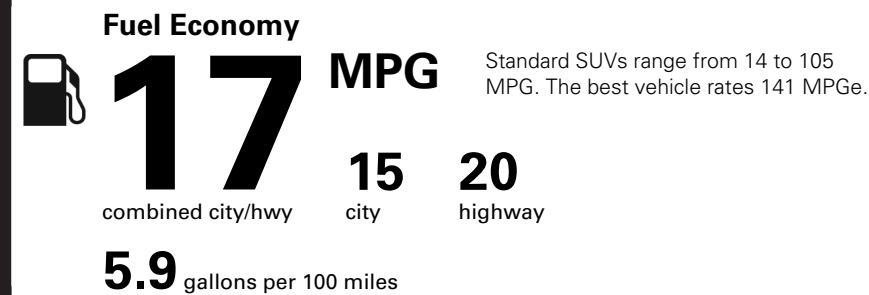 Fuel Economy
17 MPG
Standard SUVs range from 14 to 105
MPG. The best vehicle rates 141 MPGe.
15 20
combined city/hwy city highway
5.9 gallons per 100 miles